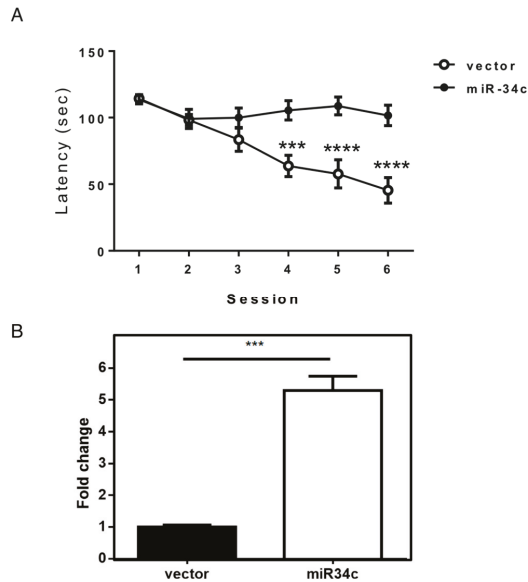 A
vector
miR-34c
150
100
50
0
Latency (sec)
***
****
****
1 2 3 4 5 6
Session
B
***
6
5
4
3
2
1
0
Fold change
vector miR34c